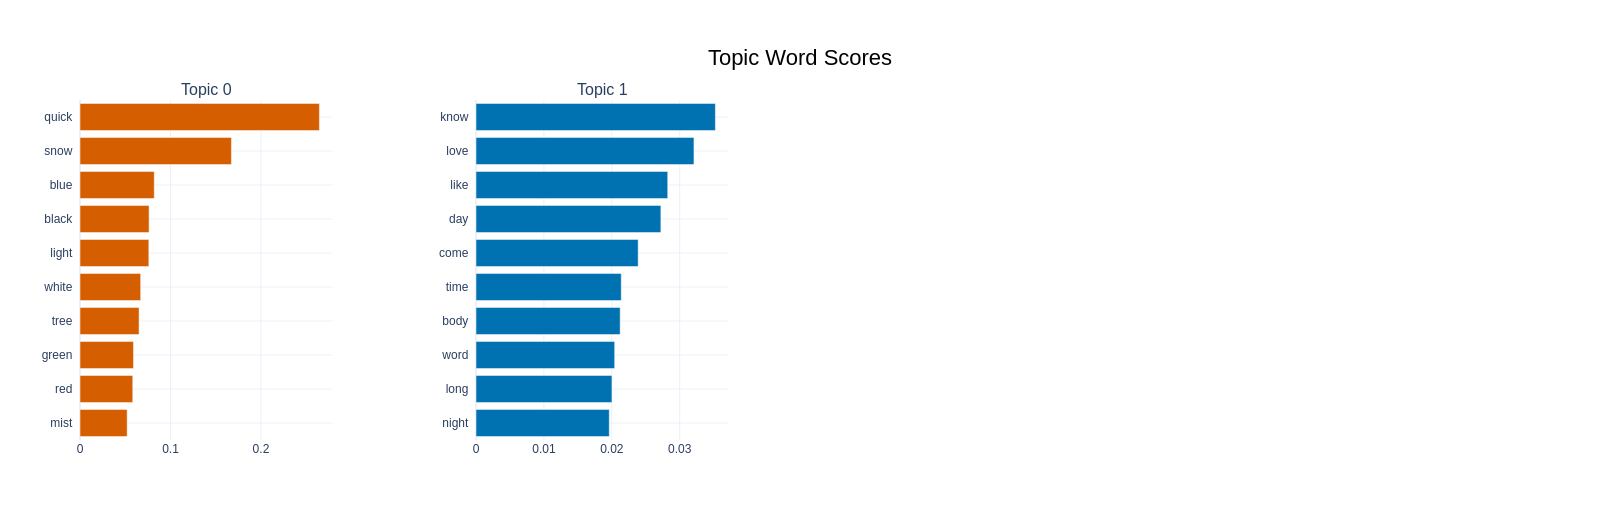 Topic Word Scores
Topic 0
quick
snow
blue
black
light
white
tree
green
red
mist
0 0.1 0.2
Topic 1
know
love
like
day
come
time
body
word
long
night
0 0.01 0.02 0.03